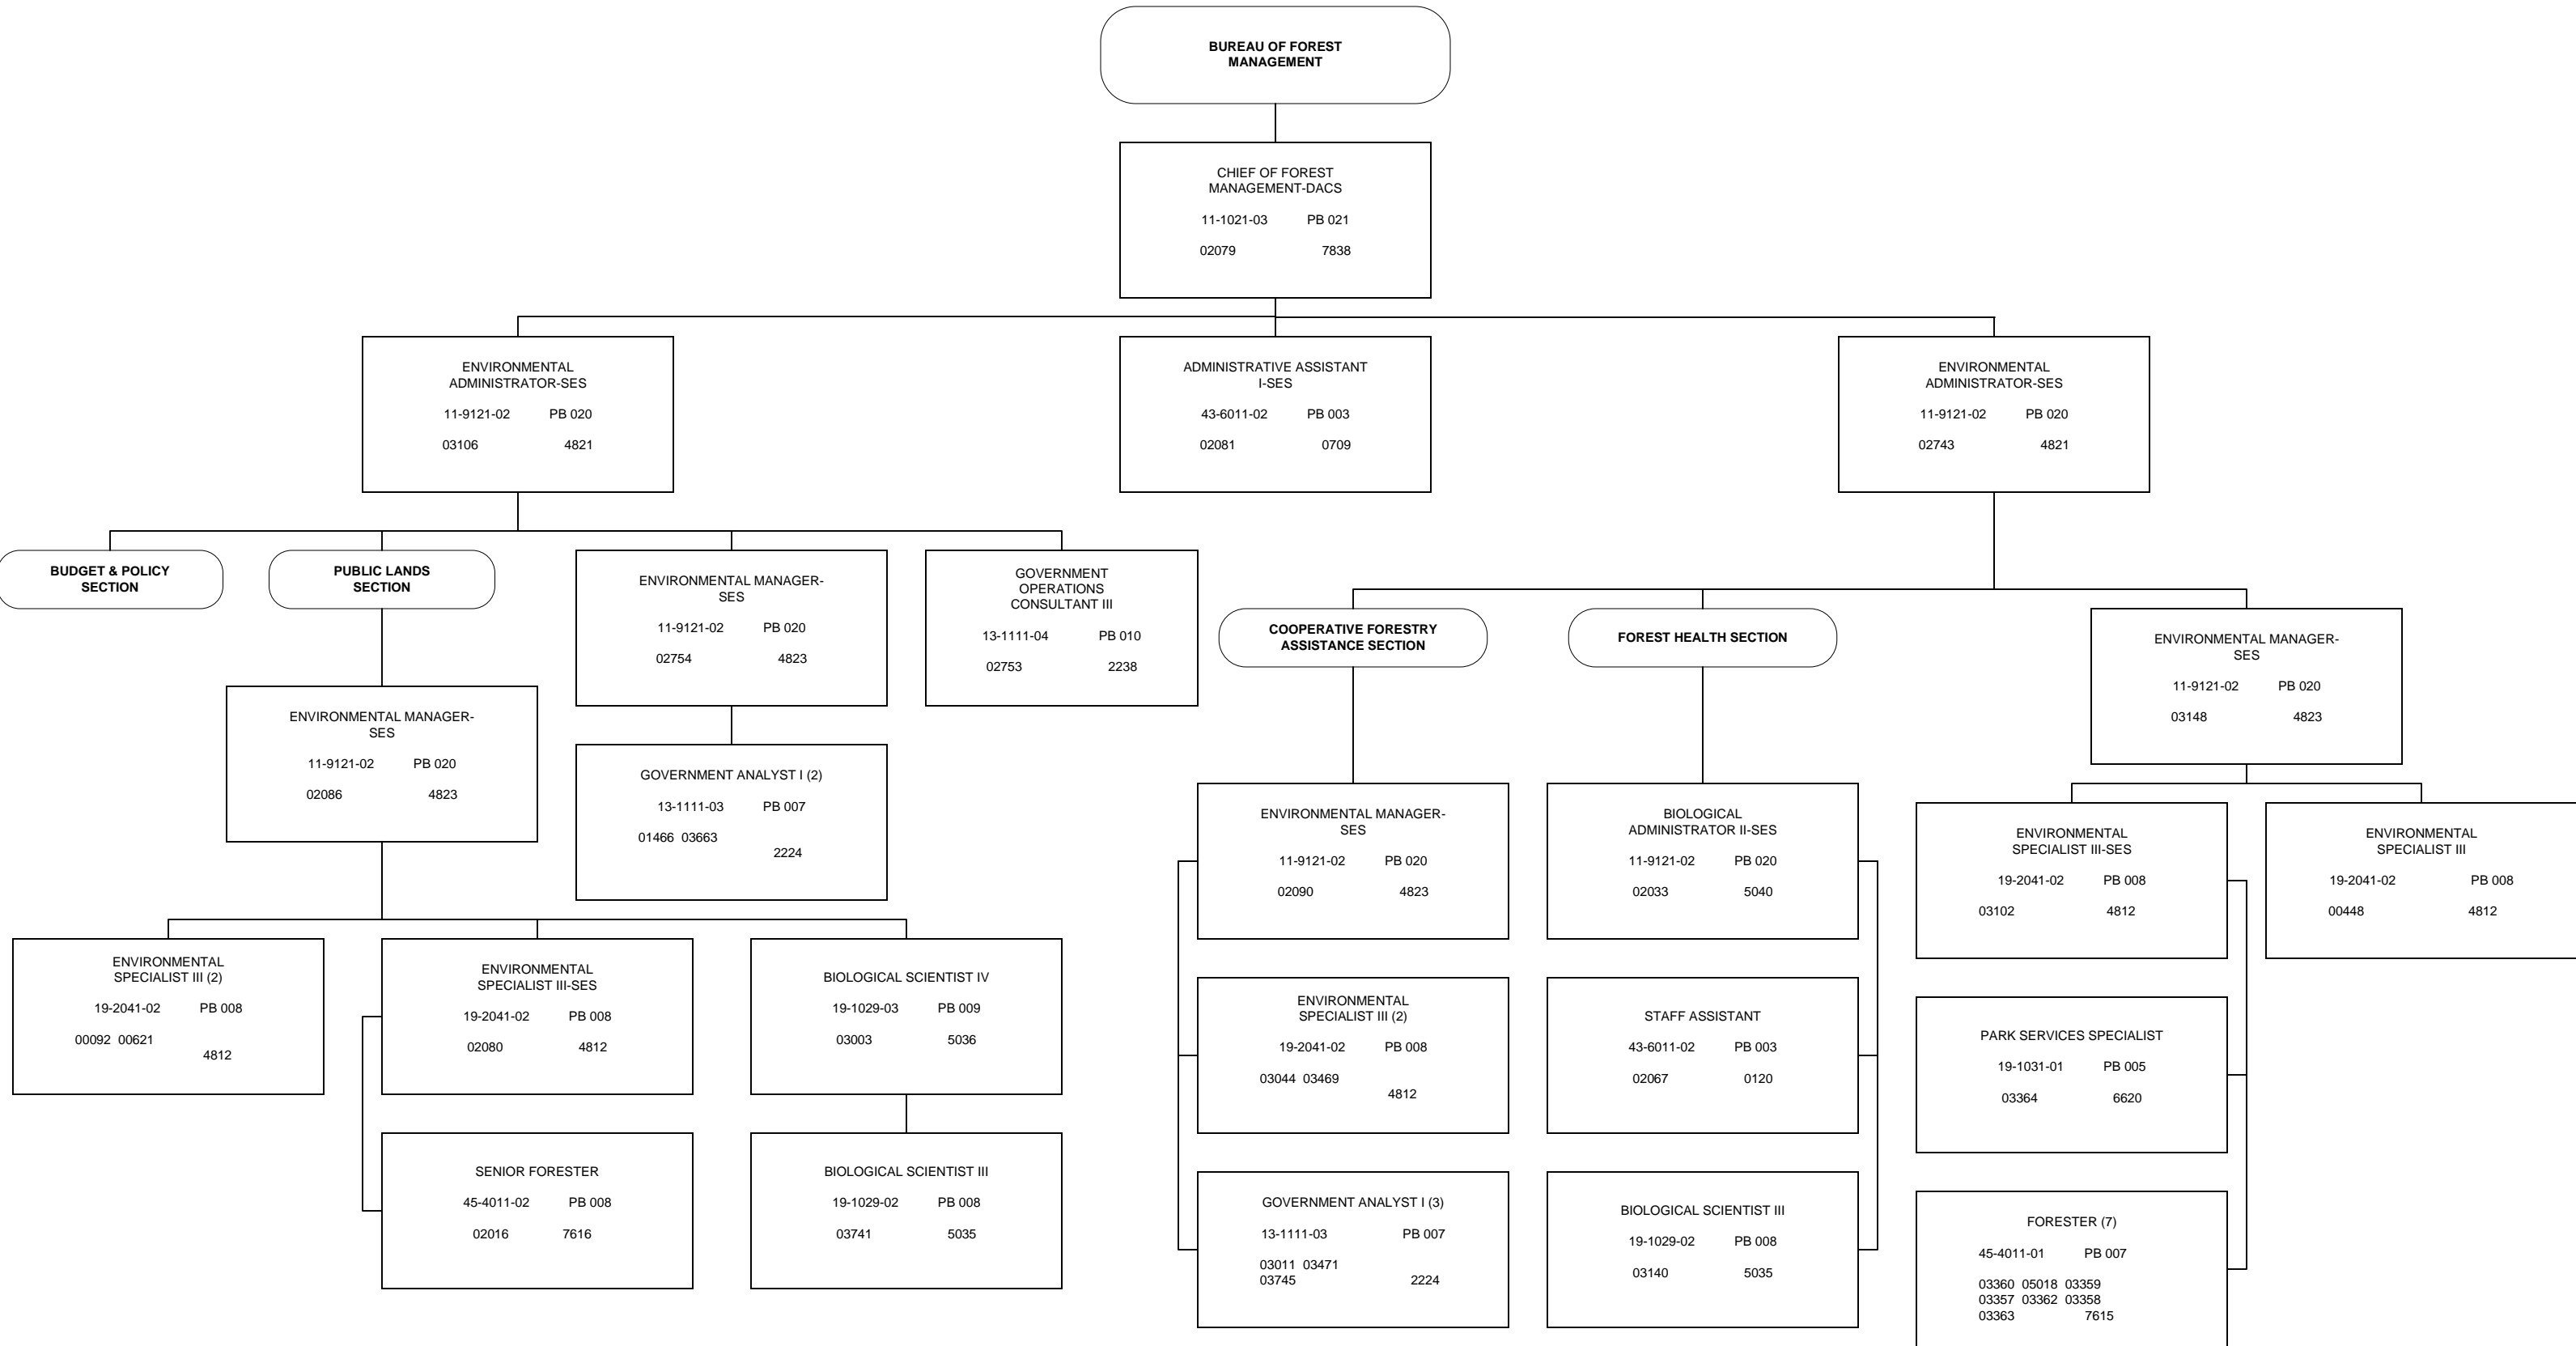 BUREAU OF FOREST
MANAGEMENT
CHIEF OF FOREST
MANAGEMENT-DACS
11-1021-03 PB 021
02079 7838
ENVIRONMENTAL
ADMINISTRATOR-SES
11-9121-02 PB 020
03106 4821
ADMINISTRATIVE ASSISTANT
I-SES
43-6011-02 PB 003
02081 0709
ENVIRONMENTAL
ADMINISTRATOR-SES
11-9121-02 PB 020
02743 4821
BUDGET & POLICY
SECTION
PUBLIC LANDS
SECTION
ENVIRONMENTAL MANAGER-
SES
11-9121-02 PB 020
02754 4823
GOVERNMENT
OPERATIONS
CONSULTANT III
13-1111-04 PB 010
02753 2238
COOPERATIVE FORESTRY
ASSISTANCE SECTION
FOREST HEALTH SECTION
ENVIRONMENTAL MANAGER-
SES
11-9121-02 PB 020
03148 4823
ENVIRONMENTAL MANAGER-
SES
11-9121-02 PB 020
02086 4823
GOVERNMENT ANALYST I (2)
13-1111-03 PB 007
01466 03663
2224
ENVIRONMENTAL MANAGER-
SES
11-9121-02 PB 020
02090 4823
BIOLOGICAL
ADMINISTRATOR II-SES
11-9121-02 PB 020
02033 5040
ENVIRONMENTAL
SPECIALIST III-SES
19-2041-02 PB 008
03102 4812
ENVIRONMENTAL
SPECIALIST III
19-2041-02 PB 008
00448 4812
ENVIRONMENTAL
SPECIALIST III (2)
19-2041-02 PB 008
00092 00621
4812
ENVIRONMENTAL
SPECIALIST III-SES
19-2041-02 PB 008
02080 4812
BIOLOGICAL SCIENTIST IV
19-1029-03 PB 009
03003 5036
ENVIRONMENTAL
SPECIALIST III (2)
19-2041-02 PB 008
03044 03469
4812
STAFF ASSISTANT
43-6011-02 PB 003
02067 0120
PARK SERVICES SPECIALIST
19-1031-01 PB 005
03364 6620
SENIOR FORESTER
45-4011-02 PB 008
02016 7616
BIOLOGICAL SCIENTIST III
19-1029-02 PB 008
03741 5035
GOVERNMENT ANALYST I (3)
13-1111-03 PB 007
03011 03471
03745 2224
BIOLOGICAL SCIENTIST III
19-1029-02 PB 008
03140 5035
FORESTER (7)
45-4011-01 PB 007
03360 05018 03359
03357 03362 03358
03363 7615